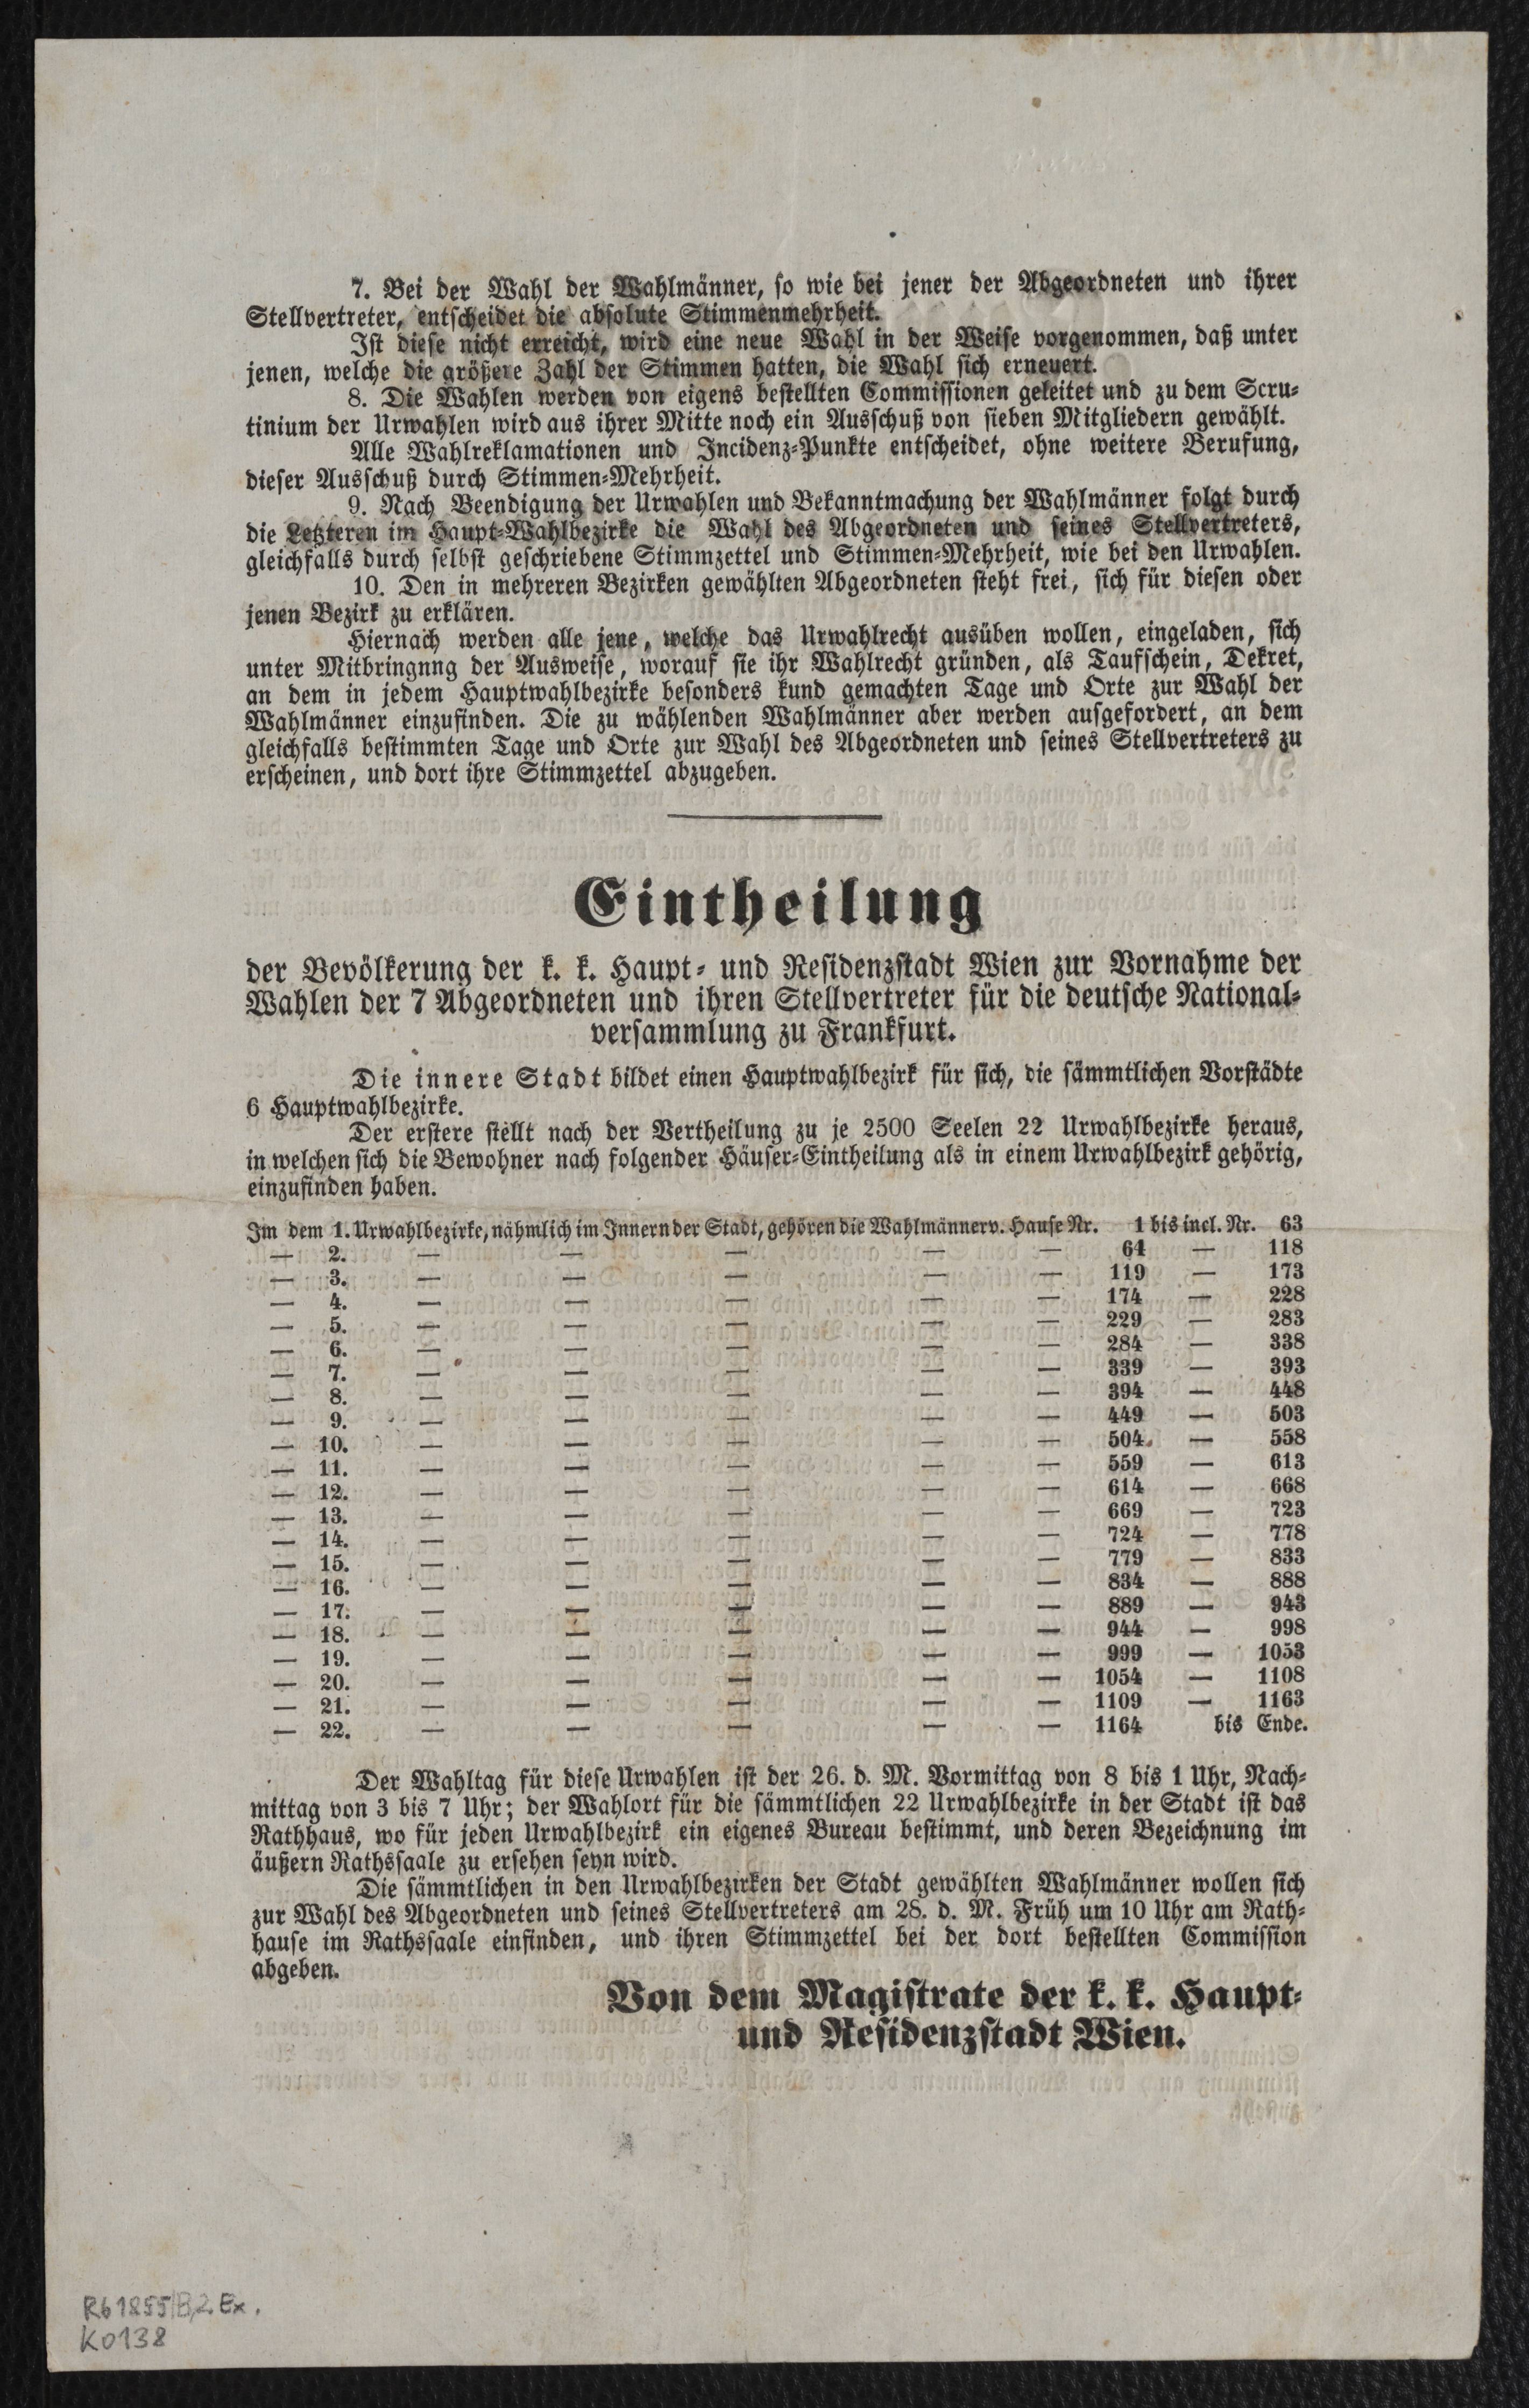 7. Bei der Wahl der Wahlmänner, so wie bei jener der Abgeordneten und ihrer
Stellvertreter, entscheidet die absolute Stimmenmehrheit.
Ist diese nicht erreicht, wird eine neue Wahl in der Weise vorgenommen, daß unter
jenen, welche die größere Zahl der Stimmen hatten, die Wahl sich erneuert.
8. Die Wahlen werden von eigens bestellten Commissionen geleitet und zu dem Scru-
tinium der Urwahlen wird aus ihrer Mitte noch ein Ausschuß von sieben Mitgliedern gewählt.
Alle Wahlreklamationen und Incidenz-Punkte entscheidet, ohne weitere Berufung,
dieser Ausschuß durch Stimmen-Mehrheit.
9. Nach Beendigung der Urwahlen und Bekanntmachung der Wahlmänner folgt durch
die Letzteren im Haupt-Wahlbezirke die Wahl des Abgeordneten und seines Stellvertreters,
gleichfalls durch selbst geschriebene Stimmzettel und Stimmen-Mehrheit, wie bei den Urwahlen.
10. Den in mehreren Bezirken gewählten Abgeordneten steht frei, sich für diesen oder
jenen Bezirk zu erklären.
Hiernach werden alle jene, welche das Urwahlrecht ausüben wollen, eingeladen, sich
unter Mitbringnng der Ausweise, worauf sie ihr Wahlrecht gründen, als Taufschein, Dekret,
an dem in jedem Hauptwahlbezirke besonders kund gemachten Tage und Orte zur Wahl der
Wahlmänner einzufinden. Die zu wählenden Wahlmänner aber werden aufgefordert, an dem
gleichfalls bestimmten Tage und Orte zur Wahl des Abgeordneten und seines Stellvertreters zu
erscheinen, und dort ihre Stimmzettel abzugeben.
Eintheilung
der Bevölkerung der k. k. Haupt- und Residenzstadt Wien zur Vornahme der
Wahlen der 7 Abgeordneten und ihren Stellvertreter für die deutsche National-
versammlung zu Frankfurt.
Die innere Stadt bildet einen Hauptwahlbezirk für sich, die sämmtlichen Vorstädte
6 Hauptwahlbezirke.
Der erstere stellt nach der Vertheilung zu je 2500 Seelen 22 Urwahlbezirke heraus,
in welchen sich die Bewohner nach folgender Häuser-Eintheilung als in einem Urwahlbezirk gehörig,
einzufinden haben.
Im dem 1. Urwahlbezirke, nähmlich im Innern der Stadt, gehören die Wahlmänner v. Hause Nr. 1 bis incl. Nr. 63
— 2. — — — — — 64 — 118
— 3. — — — — — 119 — 173
— 4. — — — — — 174 — 228
— 5. — — — — — 229 — 283
— 6. — — — — — 284 — 338
— 7. — — — — — 339 — 393
— 8. — — — — — 394 — 448
— 9. — — — — — 449 — 503
— 10. — — — — — 504 — 558
— 11. — — — — — 559 — 613
— 12. — — — — — 614 — 668
— 13. — — — — — 669 — 723
— 14. — — — — — 724 — 778
— 15. — — — — — 779 — 833
— 16. — — — — — 834 — 888
— 17. — — — — — 889 — 943
— 18. — — — — — 944 — 998
— 19. — — — — — 999 — 1053
— 20. — — — — — 1054 — 1108
— 21. — — — — — 1109 — 1163
— 22. — — — — — 1164 bis Ende.
Der Wahltag für diese Urwahlen ist der 26. d. M. Vormittag von 8 bis 1 Uhr, Nach-
mittag von 3 bis 7 Uhr; der Wahlort für die sämmtlichen 22 Urwahlbezirke in der Stadt ist das
Rathhaus, wo für jeden Urwahlbezirk ein eigenes Bureau bestimmt, und deren Bezeichnung im
äußern Rathssaale zu ersehen seyn wird.
Die sämmtlichen in den Urwahlbezirken der Stadt gewählten Wahlmänner wollen sich
zur Wahl des Abgeordneten und seines Stellvertreters am 28. d. M. Früh um 10 Uhr am Rath-
hause im Rathssaale einfinden, und ihren Stimmzettel bei der dort bestellten Commission
abgeben.
Von dem Magistrate der k. k. Haupt-
und Residenzstadt Wien.
Rb 1855/B, 2. Ex.
K0138